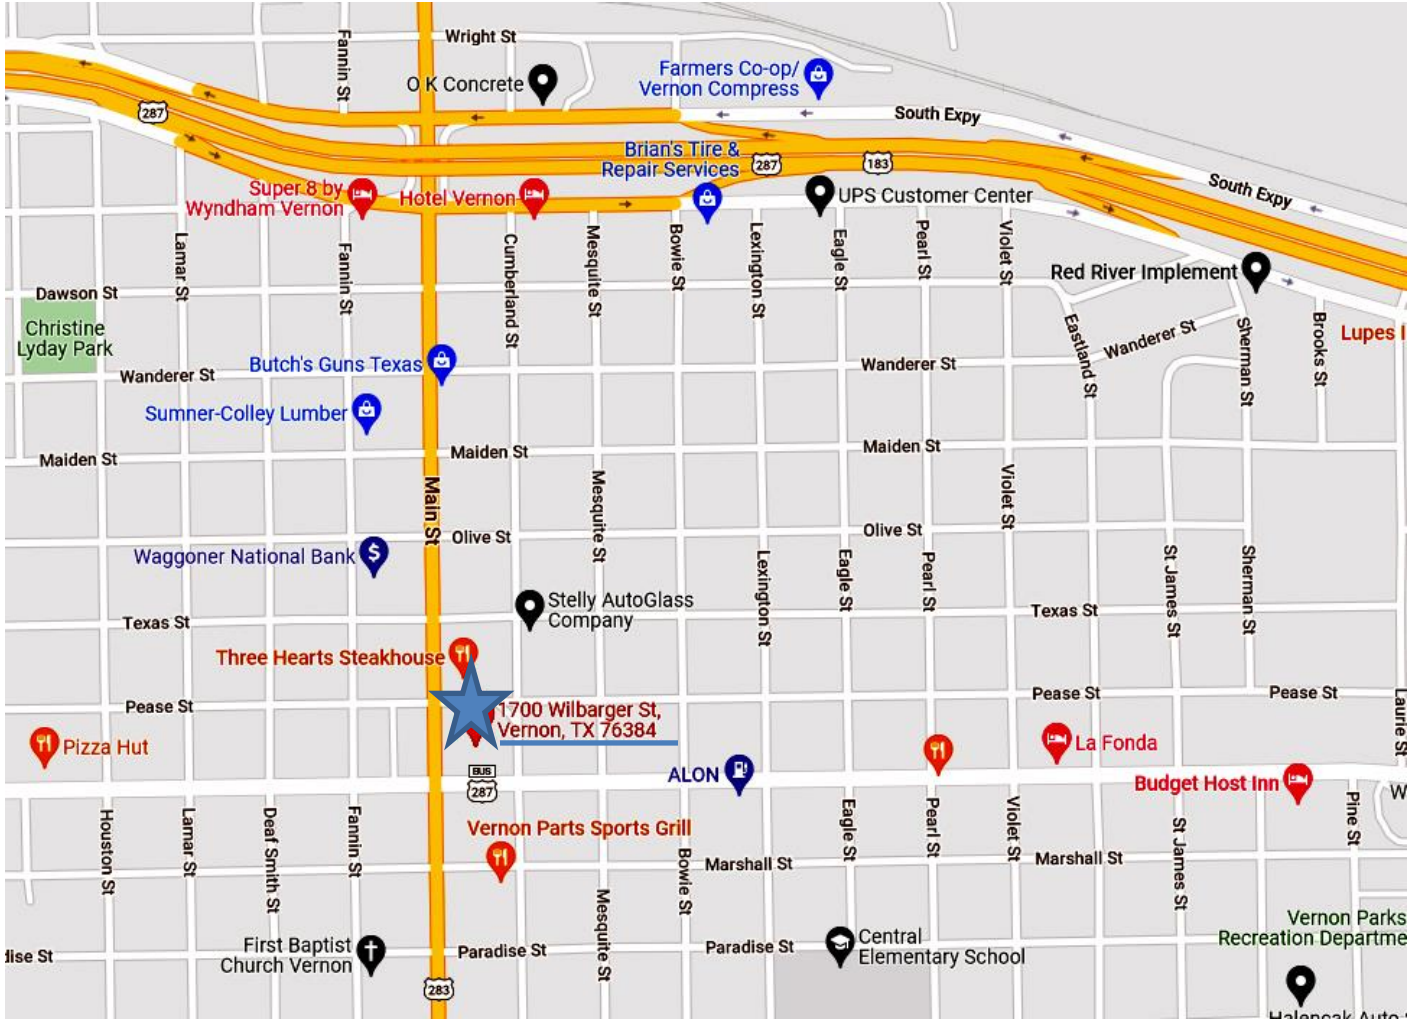 Wright St
Fannin St
O K Concrete
Farmers Co-op/
Vernon Compress
South Expy
287
Brian's Tire &
Repair Services
287
183
South Expy
Super 8 by
Wyndham Vernon
Hotel Vernon
UPS Customer Center
Lamar St
Fannin St
Cumberland St
Mesquite St
Bowie St
Lexington St
Eagle St
Pearl St
Violet St
Red River Implement
Dawson St
Christine
Lyday Park
Eastland St
Wanderer St
Sherman St
Brooks St
Lupes I
Butch's Guns Texas
Wanderer St
Wanderer St
Sumner-Colley Lumber
Maiden St
Maiden St
Maiden St
Main St
Mesquite St
Violet St
Olive St
Olive St
Waggoner National Bank
Lexington St
Eagle St
Pearl St
St James St
Sherman St
Stelly AutoGlass
Company
Texas St
Texas St
Three Hearts Steakhouse
Pease St
Pease St
Pease St
Laurie St
1700 Wilbarger St,
Vernon, TX 76384
Pizza Hut
La Fonda
BUS
287
ALON
Budget Host Inn
W
Houston St
Lamar St
Deaf Smith St
Fannin St
Vernon Parts Sports Grill
Eagle St
Pearl St
Violet St
St James St
Pine St
Bowie St
Marshall St
Marshall St
Mesquite St
Vernon Parks
Recreation Departme
dise St
First Baptist
Church Vernon
Paradise St
Paradise St
Central
Elementary School
283
Halencak Auto S